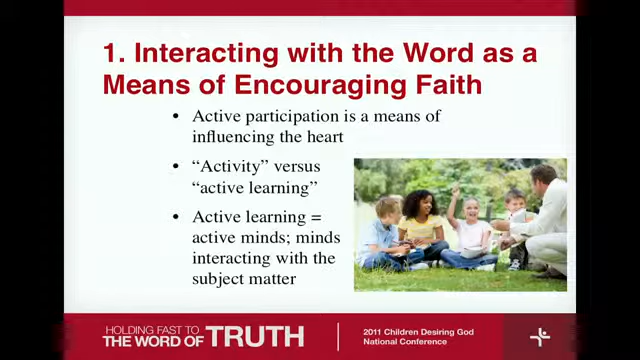 1. Interacting with the Word as a
Means of Encouraging Faith
• Active participation is a means of
influencing the heart
• “Activity” versus
“active learning”
• Active learning =
active minds; minds
interacting with the
subject matter
HOLDING FAST TO
THE WORD OF TRUTH
2011 Children Desiring God
National Conference